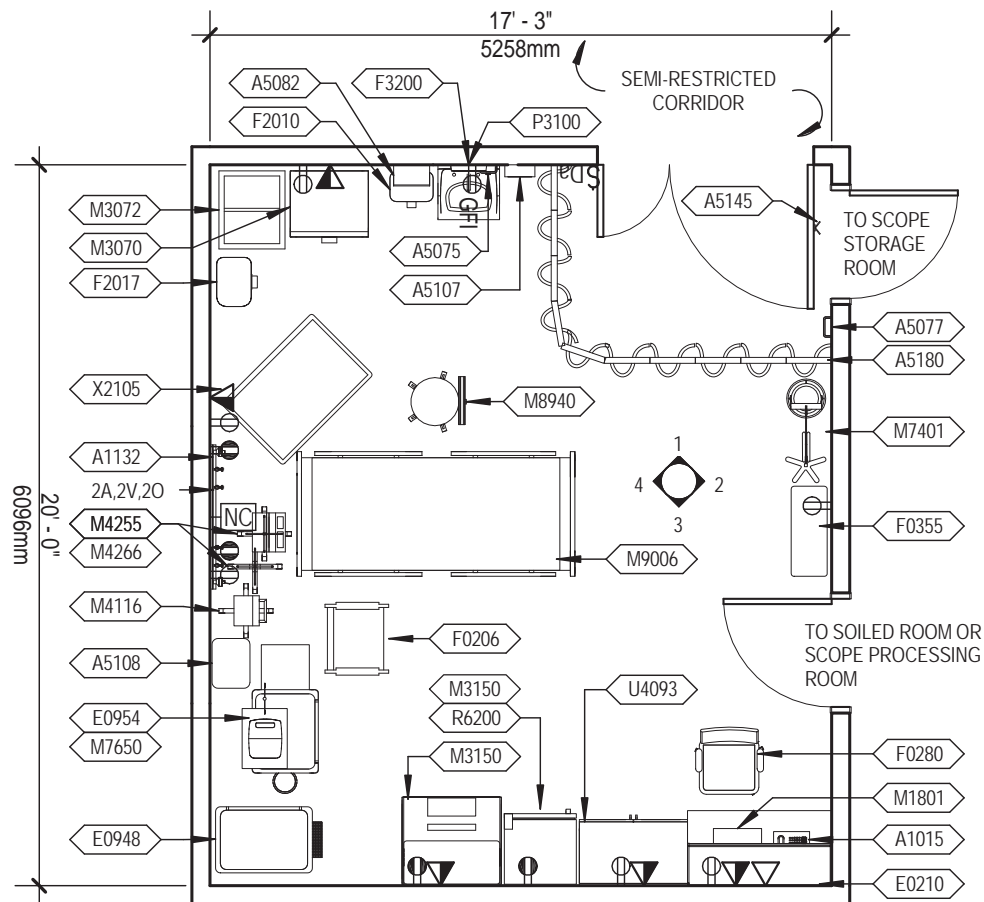 17' - 3"
5258mm
SEMI-RESTRICTED
CORRIDOR
A5082
F3200
F2010
P3100
SD3
A5145
M3072
TO SCOPE
STORAGE
ROOM
M3070
GFI
A5075
F2017
A5107
A5077
A5180
X2105
M8940
M7401
A1132
1
4
2
3
2A,2V,2O
20' - 0"
6096mm
M4255
NC
F0355
M4266
M9006
M4116
F0206
TO SOILED ROOM OR
SCOPE PROCESSING
ROOM
A5108
M3150
U4093
E0954
R6200
M7650
M3150
F0280
M1801
E0948
A1015
E0210